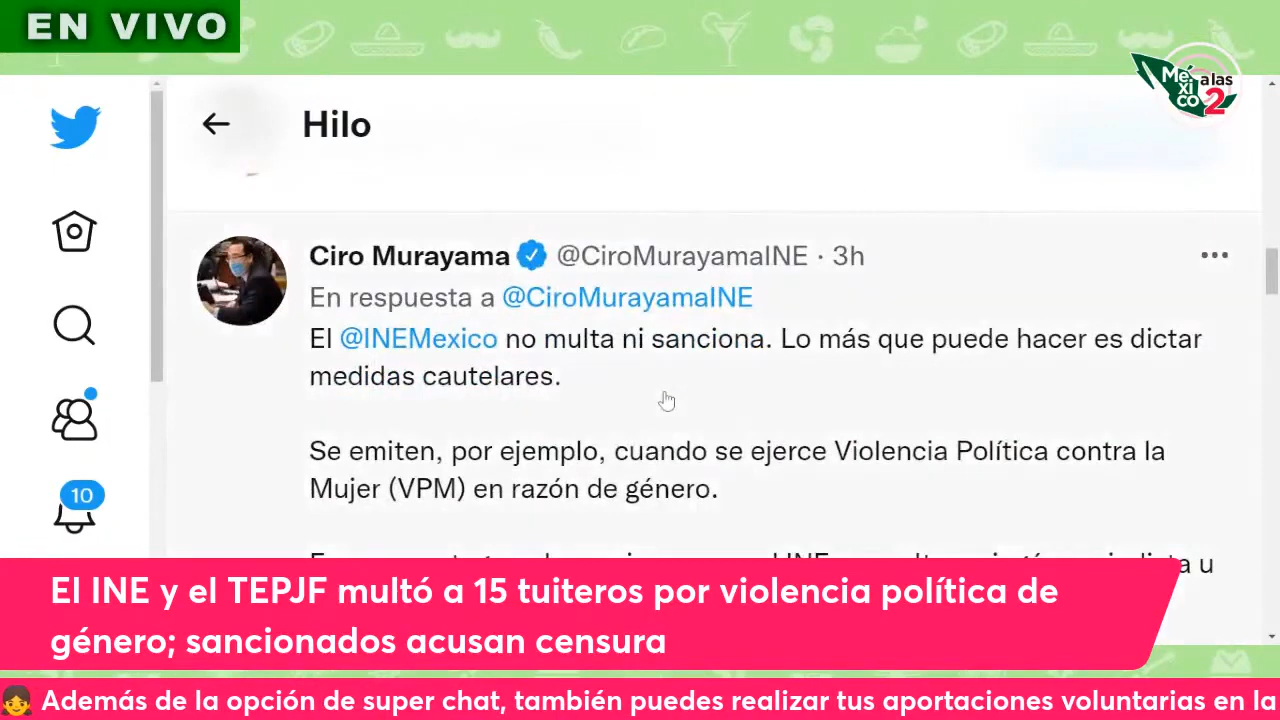 EN VIVO
México a las 2
Hilo
Ciro Murayama @CiroMurayamaINE · 3h
En respuesta a @CiroMurayamaINE
El @INEMexico no multa ni sanciona. Lo más que puede hacer es dictar
medidas cautelares.
Se emiten, por ejemplo, cuando se ejerce Violencia Política contra la
Mujer (VPM) en razón de género.
10
El INE y el TEPJF multó a 15 tuiteros por violencia política de
género; sancionados acusan censura
Además de la opción de super chat, también puedes realizar tus aportaciones voluntarias en la